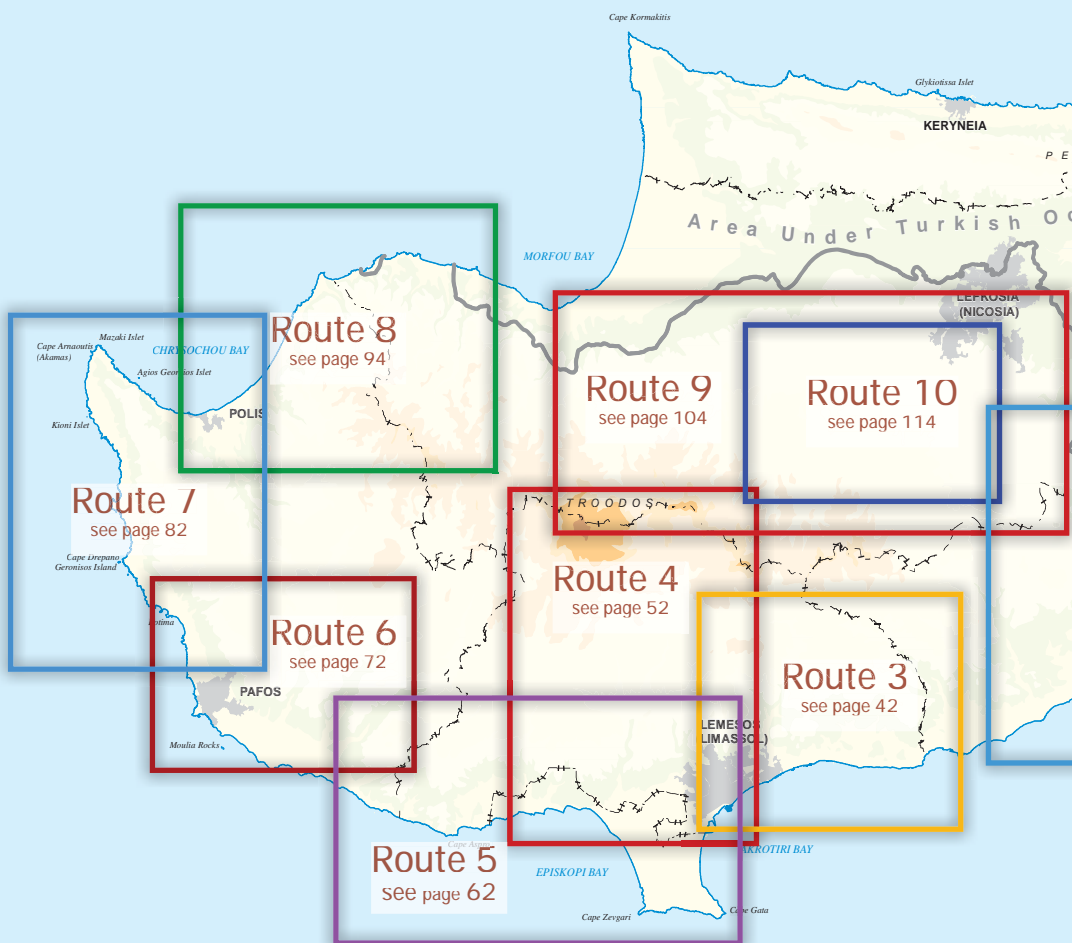 Cape Kormakitis
Glykiotissa Islet
KERYNEIA
P E
Area Under Turkish Oc
MORFOU BAY
LEFKOSIA
(NICOSIA)
Route 8
see page 94
Mazaki Islet
Cape Arnaoutis
(Akamas)
CHRYSOCHOU BAY
Agios Georgios Islet
Route 9
see page 104
Route 10
see page 114
POLIS
Kioni Islet
Route 7
see page 82
TROODOS
Cape Drepano
Geronisos Island
Route 4
see page 52
Potima
Route 6
see page 72
Route 3
see page 42
PAFOS
LEMESOS
(LIMASSOL)
Moulia Rocks
Cape Aspro
AKROTIRI BAY
Route 5
see page 62
EPISKOPI BAY
Cape Zevgari
Cape Gata